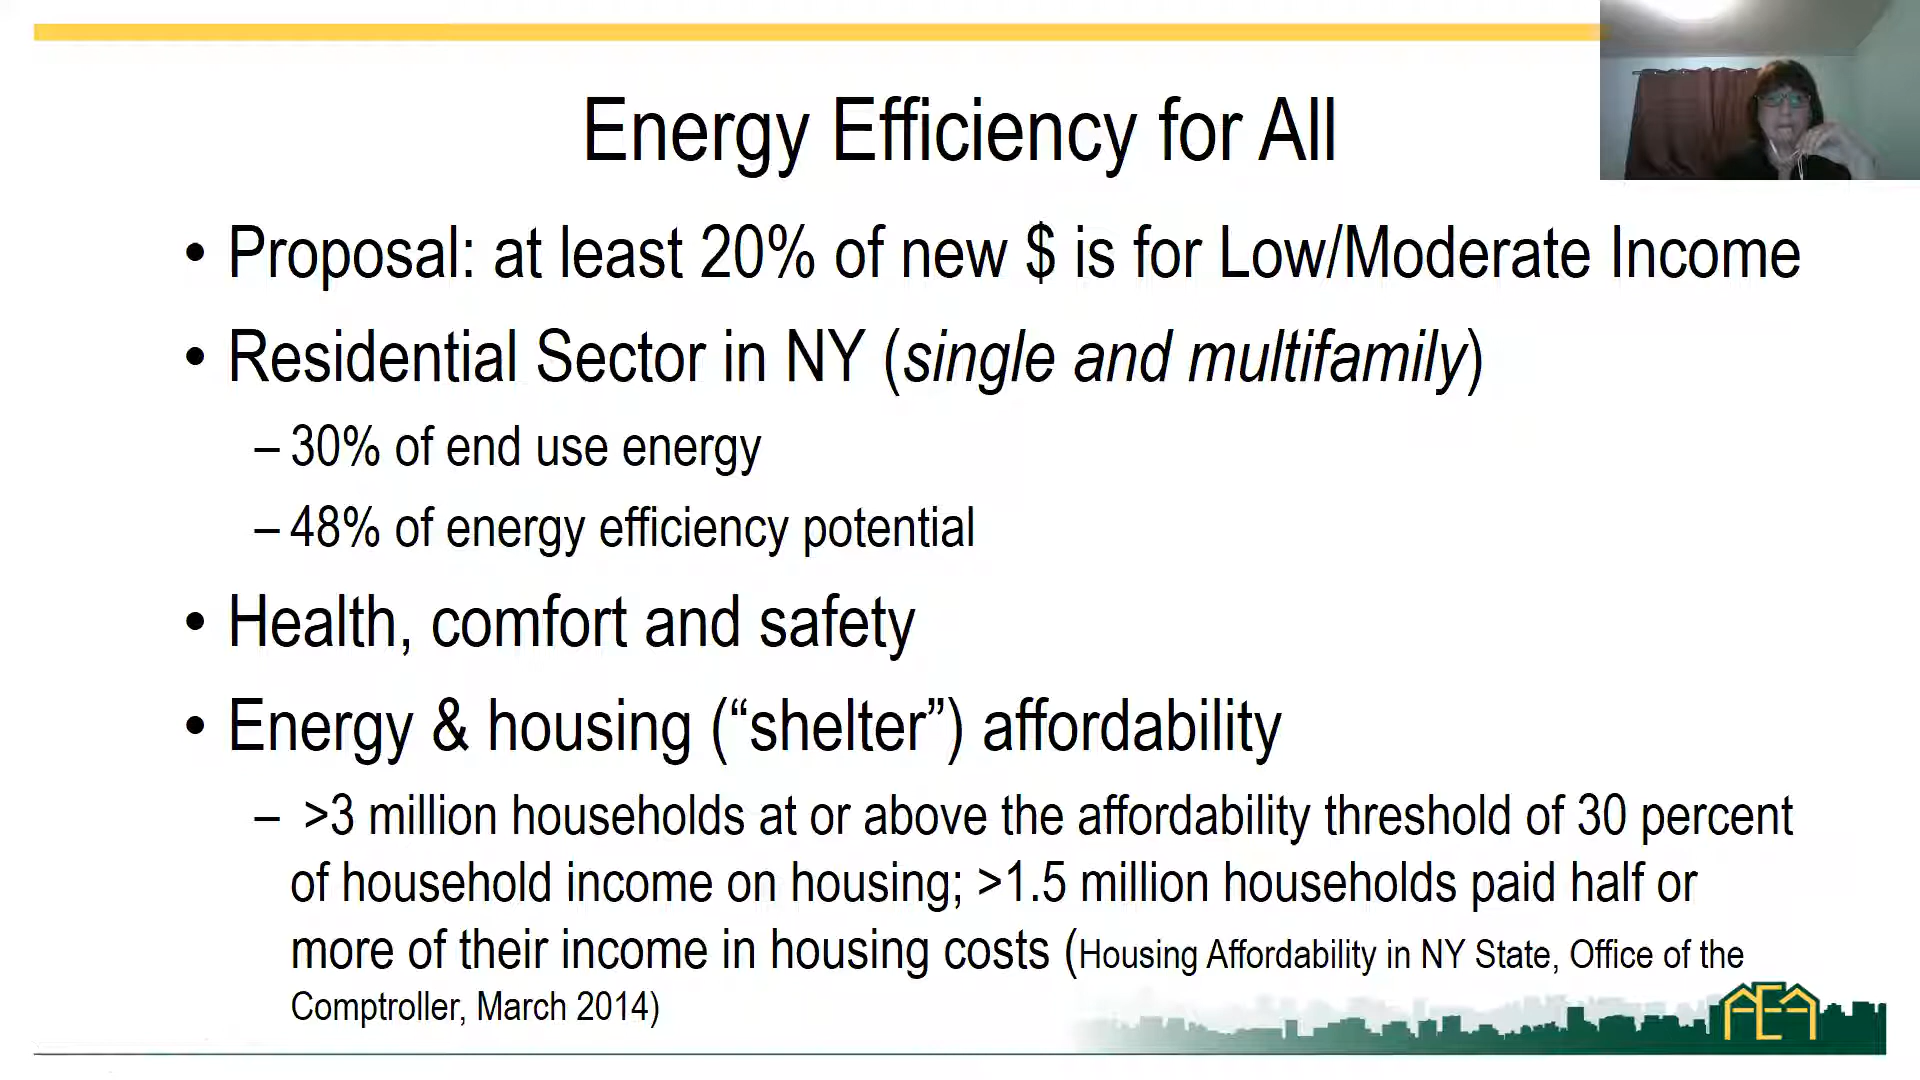 Energy Efficiency for All
• Proposal: at least 20% of new $ is for Low/Moderate Income
• Residential Sector in NY (single and multifamily)
– 30% of end use energy
– 48% of energy efficiency potential
• Health, comfort and safety
• Energy & housing (“shelter”) affordability
– >3 million households at or above the affordability threshold of 30 percent
of household income on housing; >1.5 million households paid half or
more of their income in housing costs (Housing Affordability in NY State, Office of the
Comptroller, March 2014)
AEA